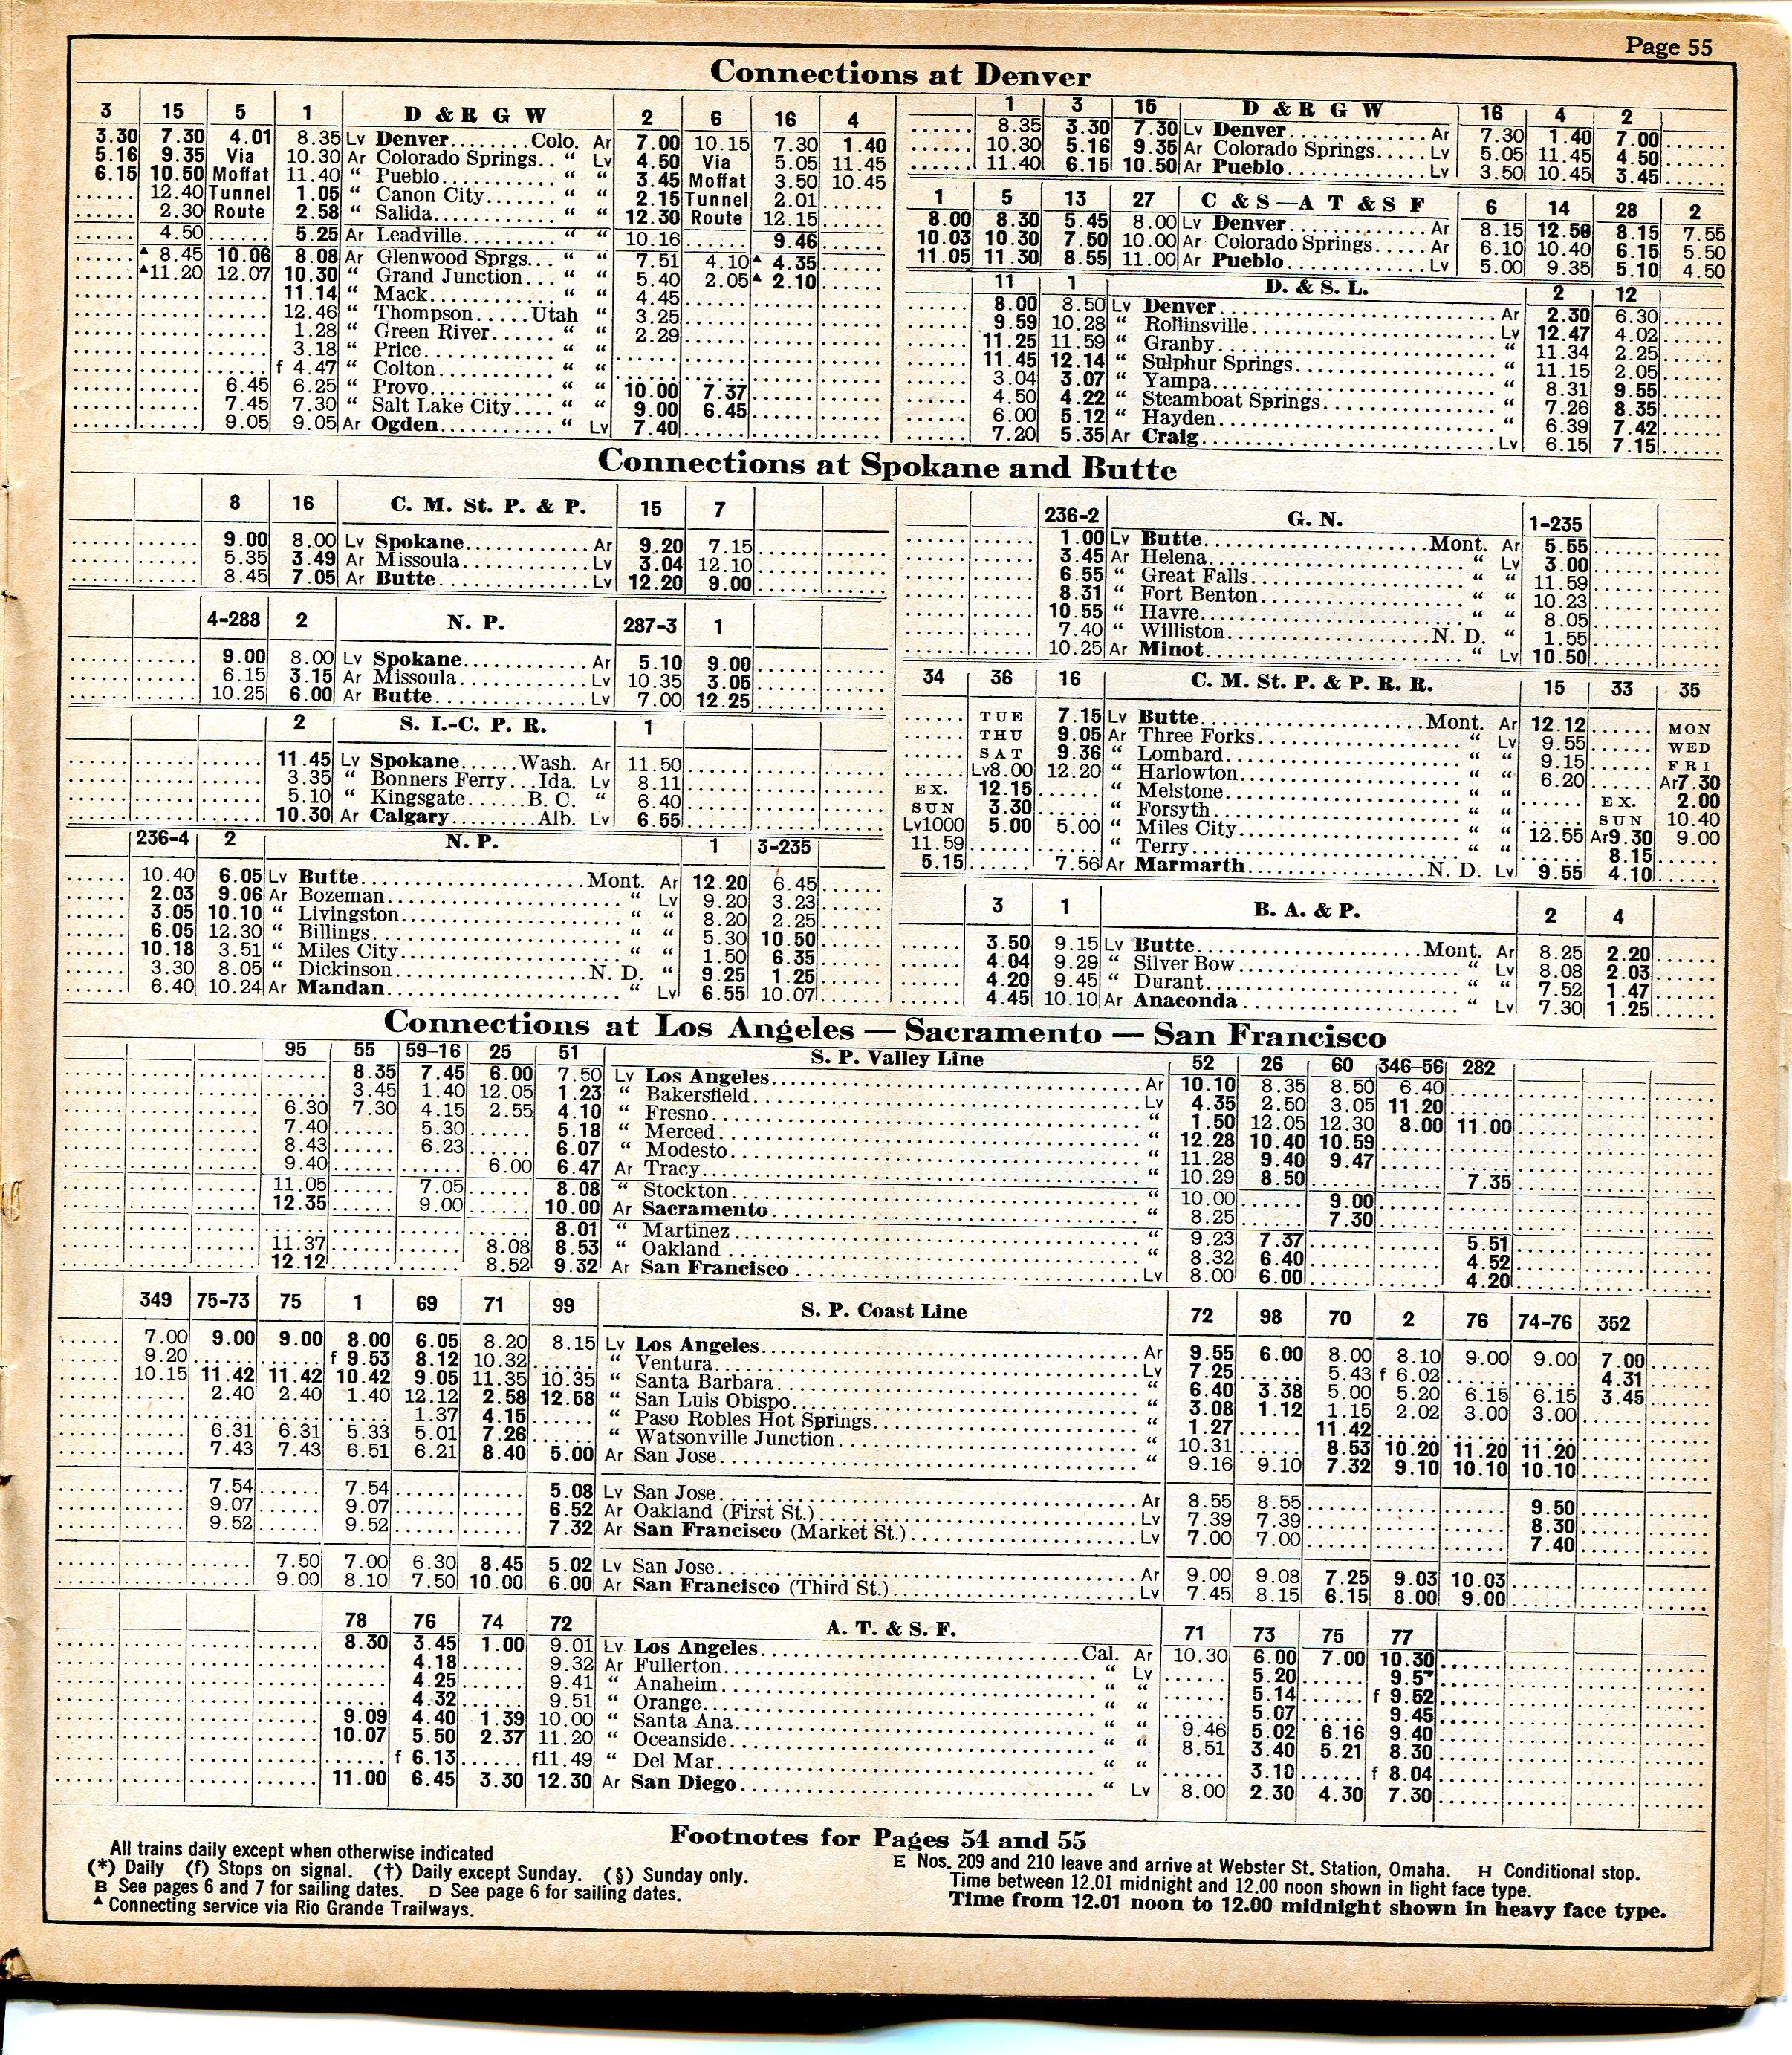 Page 55
Connections at Denver
3 15 5 1 D & R G W 2 6 16 4
3.30 7.30 4.01 8.35 Lv Denver Colo. Ar 7.00 10.15 7.30 1.40
5.16 9.35 Via 10.30 Ar Colorado Springs “ Lv 4.50 Via 5.05 11.45
6.15 10.50 Moffat 11.40 “ Pueblo “ “ 3.45 Moffat 3.50 10.45
12.40 Tunnel 1.05 “ Canon City “ “ 2.15 Tunnel 2.01
2.30 Route 2.58 “ Salida “ “ 12.30 Route 12.15
4.50 5.25 Ar Leadville “ “ 10.16 9.46
▲ 8.45 10.06 8.08 Ar Glenwood Sprgs. “ “ 7.51 4.10 ▲ 4.35
▲11.20 12.07 10.30 “ Grand Junction “ “ 5.40 2.05 ▲ 2.10
11.14 “ Mack “ “ 4.45
12.46 “ Thompson Utah “ 3.25
1.28 “ Green River “ “ 2.29
3.18 “ Price “ “
f 4.47 “ Colton “ “
6.45 6.25 “ Provo “ “ 10.00 7.37
7.45 7.30 “ Salt Lake City “ “ 9.00 6.45
9.05 9.05 Ar Ogden “ Lv 7.40
1 3 15 D & R G W 16 4 2
8.35 3.30 7.30 Lv Denver Ar 7.30 1.40 7.00
10.30 5.16 9.35 Ar Colorado Springs Lv 5.05 11.45 4.50
11.40 6.15 10.50 Ar Pueblo Lv 3.50 10.45 3.45
1 5 13 27 C & S—A T & S F 6 14 28 2
8.00 8.30 5.45 8.00 Lv Denver Ar 8.15 12.50 8.15 7.55
10.03 10.30 7.50 10.00 Ar Colorado Springs Ar 6.10 10.40 6.15 5.50
11.05 11.30 8.55 11.00 Ar Pueblo Lv 5.00 9.35 5.10 4.50
11 1 D. & S. L. 2 12
8.00 8.50 Lv Denver Ar 2.30 6.30
9.59 10.28 “ Rollinsville Lv 12.47 4.02
11.25 11.59 “ Granby “ 11.34 2.25
11.45 12.14 “ Sulphur Springs “ 11.15 2.05
3.04 3.07 “ Yampa “ 8.31 9.55
4.50 4.22 “ Steamboat Springs “ 7.26 8.35
6.00 5.12 “ Hayden “ 6.39 7.42
7.20 5.35 Ar Craig Lv 6.15 7.15
Connections at Spokane and Butte
8 16 C. M. St. P. & P. 15 7
9.00 8.00 Lv Spokane Ar 9.20 7.15
5.35 3.49 Ar Missoula Lv 3.04 12.10
8.45 7.05 Ar Butte Lv 12.20 9.00
4-288 2 N. P. 287-3 1
9.00 8.00 Lv Spokane Ar 5.10 9.00
6.15 3.15 Ar Missoula Lv 10.35 3.05
10.25 6.00 Ar Butte Lv 7.00 12.25
2 S. I.-C. P. R. 1
11.45 Lv Spokane Wash. Ar 11.50
3.35 “ Bonners Ferry Ida. Lv 8.11
5.10 “ Kingsgate B. C. “ 6.40
10.30 Ar Calgary Alb. Lv 6.55
236-4 2 N. P. 1 3-235
10.40 6.05 Lv Butte Mont. Ar 12.20 6.45
2.03 9.06 Ar Bozeman “ Lv 9.20 3.23
3.05 10.10 “ Livingston “ “ 8.20 2.25
6.05 12.30 “ Billings “ “ 5.30 10.50
10.18 3.51 “ Miles City “ “ 1.50 6.35
3.30 8.05 “ Dickinson N. D. “ 9.25 1.25
6.40 10.24 Ar Mandan “ Lv 6.55 10.07
236-2 G. N. 1-235
1.00 Lv Butte Mont. Ar 5.55
3.45 Ar Helena “ Lv 3.00
6.55 “ Great Falls “ “ 11.59
8.31 “ Fort Benton “ “ 10.23
10.55 “ Havre “ “ 8.05
7.40 “ Williston N. D. “ 1.55
10.25 Ar Minot “ Lv 10.50
34 36 16 C. M. St. P. & P. R. R. 15 33 35
TUE 7.15 Lv Butte Mont. Ar 12.12 MON
THU 9.05 Ar Three Forks “ Lv 9.55 WED
SAT 9.36 “ Lombard “ “ 9.15 FRI
Lv8.00 12.20 “ Harlowton “ “ 6.20 Ar7.30
EX. 12.15 “ Melstone “ “ EX. 2.00
SUN 3.30 “ Forsyth “ “ SUN 10.40
Lv1000 5.00 5.00 “ Miles City “ “ 12.55 Ar9.30 9.00
11.59 “ Terry “ “ 8.15
5.15 7.56 Ar Marmarth N. D. Lv 9.55 4.10
3 1 B. A. & P. 2 4
3.50 9.15 Lv Butte Mont. Ar 8.25 2.20
4.04 9.29 “ Silver Bow “ Lv 8.08 2.03
4.20 9.45 “ Durant “ “ 7.52 1.47
4.45 10.10 Ar Anaconda “ Lv 7.30 1.25
Connections at Los Angeles — Sacramento — San Francisco
95 55 59-16 25 51 S. P. Valley Line 52 26 60 346-56 282
8.35 7.45 6.00 7.50 Lv Los Angeles Ar 10.10 8.35 8.50 6.40
3.45 1.40 12.05 1.23 “ Bakersfield Lv 4.35 2.50 3.05 11.20
6.30 7.30 4.15 2.55 4.10 “ Fresno “ 1.50 12.05 12.30 8.00 11.00
7.40 5.30 5.18 “ Merced “ 12.28 10.40 10.59
8.43 6.23 6.07 “ Modesto “ 11.28 9.40 9.47
9.40 6.00 6.47 Ar Tracy “ 10.29 8.50 7.35
11.05 7.05 8.08 “ Stockton “ 10.00 9.00
12.35 9.00 10.00 Ar Sacramento “ 8.25 7.30
8.01 “ Martinez “ 9.23 7.37 5.51
11.37 8.08 8.53 “ Oakland “ 8.32 6.40 4.52
12.12 8.52 9.32 Ar San Francisco Lv 8.00 6.00 4.20
349 75-73 75 1 69 71 99 S. P. Coast Line 72 98 70 2 76 74-76 352
7.00 9.00 9.00 8.00 6.05 8.20 8.15 Lv Los Angeles Ar 9.55 6.00 8.00 8.10 9.00 9.00 7.00
9.20 f 9.53 8.12 10.32 “ Ventura Lv 7.25 5.43 f 6.02 4.31
10.15 11.42 11.42 10.42 9.05 11.35 10.35 “ Santa Barbara “ 6.40 3.38 5.00 5.20 6.15 6.15 3.45
2.40 2.40 1.40 12.12 2.58 12.58 “ San Luis Obispo “ 3.08 1.12 1.15 2.02 3.00 3.00
1.37 4.15 “ Paso Robles Hot Springs “ 1.27 11.42
6.31 6.31 5.33 5.01 7.26 “ Watsonville Junction “ 10.31 8.53 10.20 11.20 11.20
7.43 7.43 6.51 6.21 8.40 5.00 Ar San Jose “ 9.16 9.10 7.32 9.10 10.10 10.10
7.54 7.54 5.08 Lv San Jose Ar 8.55 8.55 9.50
9.07 9.07 6.52 Ar Oakland (First St.) Lv 7.39 7.39 8.30
9.52 9.52 7.32 Ar San Francisco (Market St.) Lv 7.00 7.00 7.40
7.50 7.00 6.30 8.45 5.02 Lv San Jose Ar 9.00 9.08 7.25 9.03 10.03
9.00 8.10 7.50 10.00 6.00 Ar San Francisco (Third St.) Lv 7.45 8.15 6.15 8.00 9.00
78 76 74 72 A. T. & S. F. 71 73 75 77
8.30 3.45 1.00 9.01 Lv Los Angeles Cal. Ar 10.30 6.00 7.00 10.30
4.18 9.32 Ar Fullerton “ Lv 5.20
4.25 9.41 “ Anaheim “ “ 5.14 f 9.52
4.32 9.51 “ Orange “ “ 5.07 9.45
9.09 4.40 1.39 10.00 “ Santa Ana “ “ 9.46 5.02 6.16 9.40
10.07 5.50 2.37 11.20 “ Oceanside “ “ 8.51 3.40 5.21 8.30
f 6.13 f11.49 “ Del Mar “ “ 3.10 f 8.04
11.00 6.45 3.30 12.30 Ar San Diego “ Lv 8.00 2.30 4.30 7.30
Footnotes for Pages 54 and 55
All trains daily except when otherwise indicated
(*) Daily (f) Stops on signal. (†) Daily except Sunday. (§) Sunday only.
B See pages 6 and 7 for sailing dates. D See page 6 for sailing dates.
▲ Connecting service via Rio Grande Trailways.
E Nos. 209 and 210 leave and arrive at Webster St. Station, Omaha. H Conditional stop.
Time between 12.01 midnight and 12.00 noon shown in light face type.
Time from 12.01 noon to 12.00 midnight shown in heavy face type.